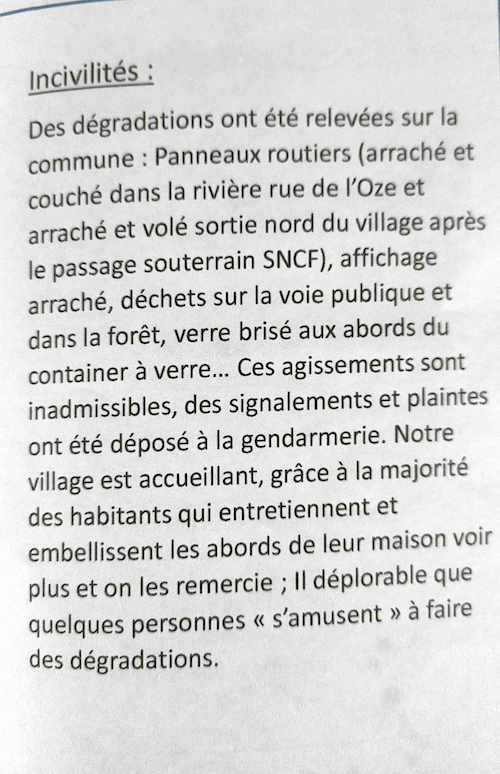 Incivilités :
Des dégradations ont été relevées sur la
commune : Panneaux routiers (arraché et
couché dans la rivière rue de l'Oze et
arraché et volé sortie nord du village après
le passage souterrain SNCF), affichage
arraché, déchets sur la voie publique et
dans la forêt, verre brisé aux abords du
container à verre... Ces agissements sont
inadmissibles, des signalements et plaintes
ont été déposé à la gendarmerie. Notre
village est accueillant, grâce à la majorité
des habitants qui entretiennent et
embellissent les abords de leur maison voir
plus et on les remercie ; Il déplorable que
quelques personnes « s'amusent » à faire
des dégradations.